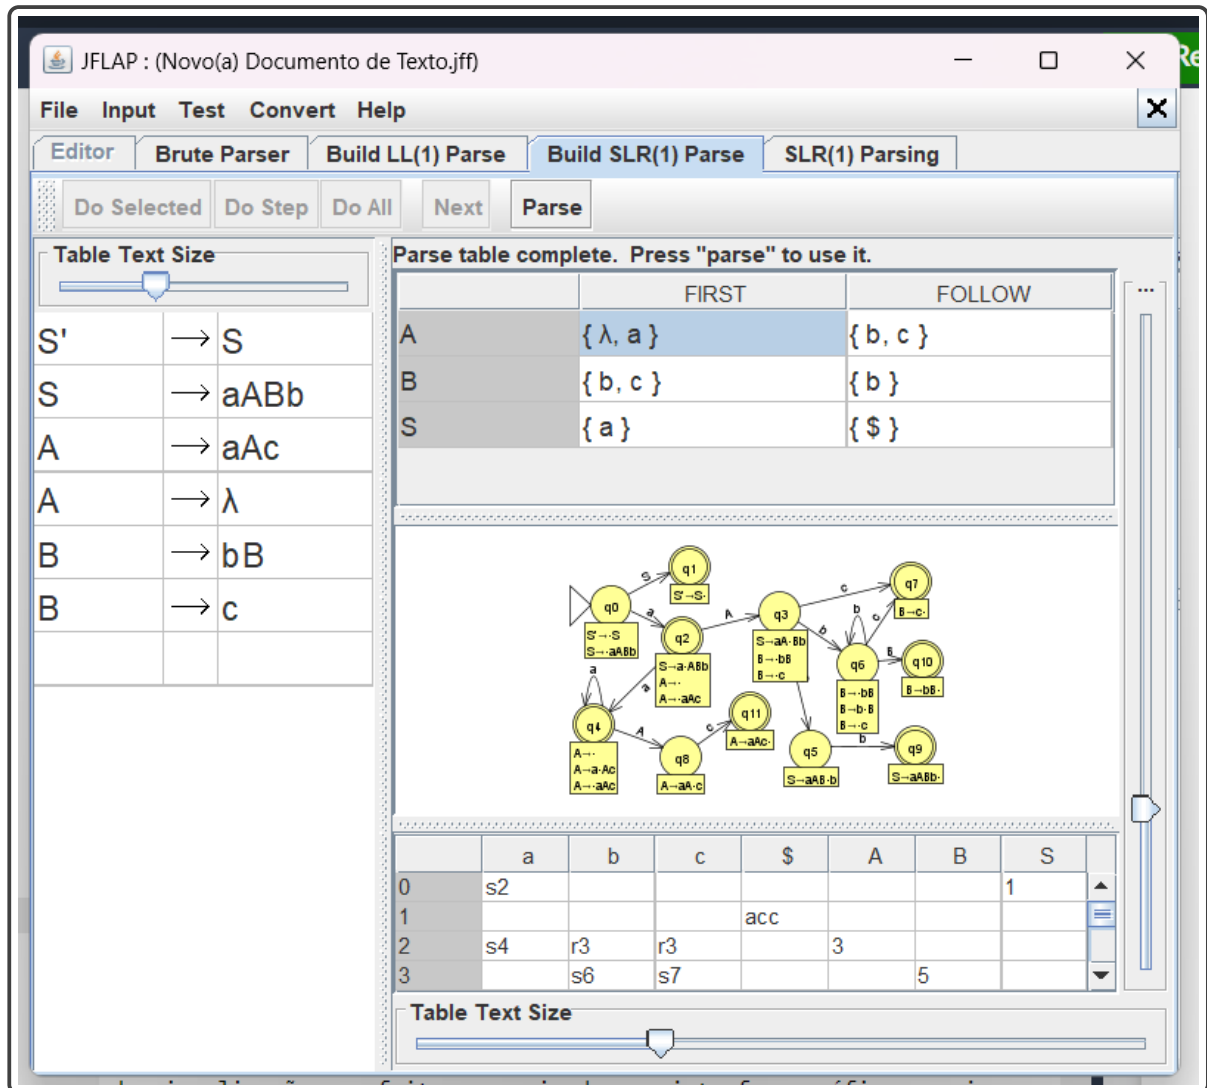 JFLAP : (Novo(a) Documento de Texto.jff)
Re
File Input Test Convert Help
Editor Brute Parser Build LL(1) Parse Build SLR(1) Parse SLR(1) Parsing
Do Selected Do Step Do All Next Parse
Table Text Size
Parse table complete. Press "parse" to use it.
...
FIRST FOLLOW
A { λ, a } { b, c }
B { b, c } { b }
S { a } { $ }
S' → S
S → aABb
A → aAc
A → λ
B → bB
B → c
q0
S'→·S
S→·aABb
S
q1
S'→S·
a
q2
S→a·ABb
A→·
A→·aAc
A
q3
S→aA·Bb
B→·bB
B→·c
c
q7
B→c·
b
b
c
q6
B→·bB
B→b·B
B→·c
B
q10
B→bB·
a
a
q4
A→·
A→a·Ac
A→·aAc
A
q8
A→aA·c
c
q11
A→aAc·
q5
S→aAB·b
b
q9
S→aABb·
a b c $ A B S
0 s2 1
1 acc
2 s4 r3 r3 3
3 s6 s7 5
Table Text Size